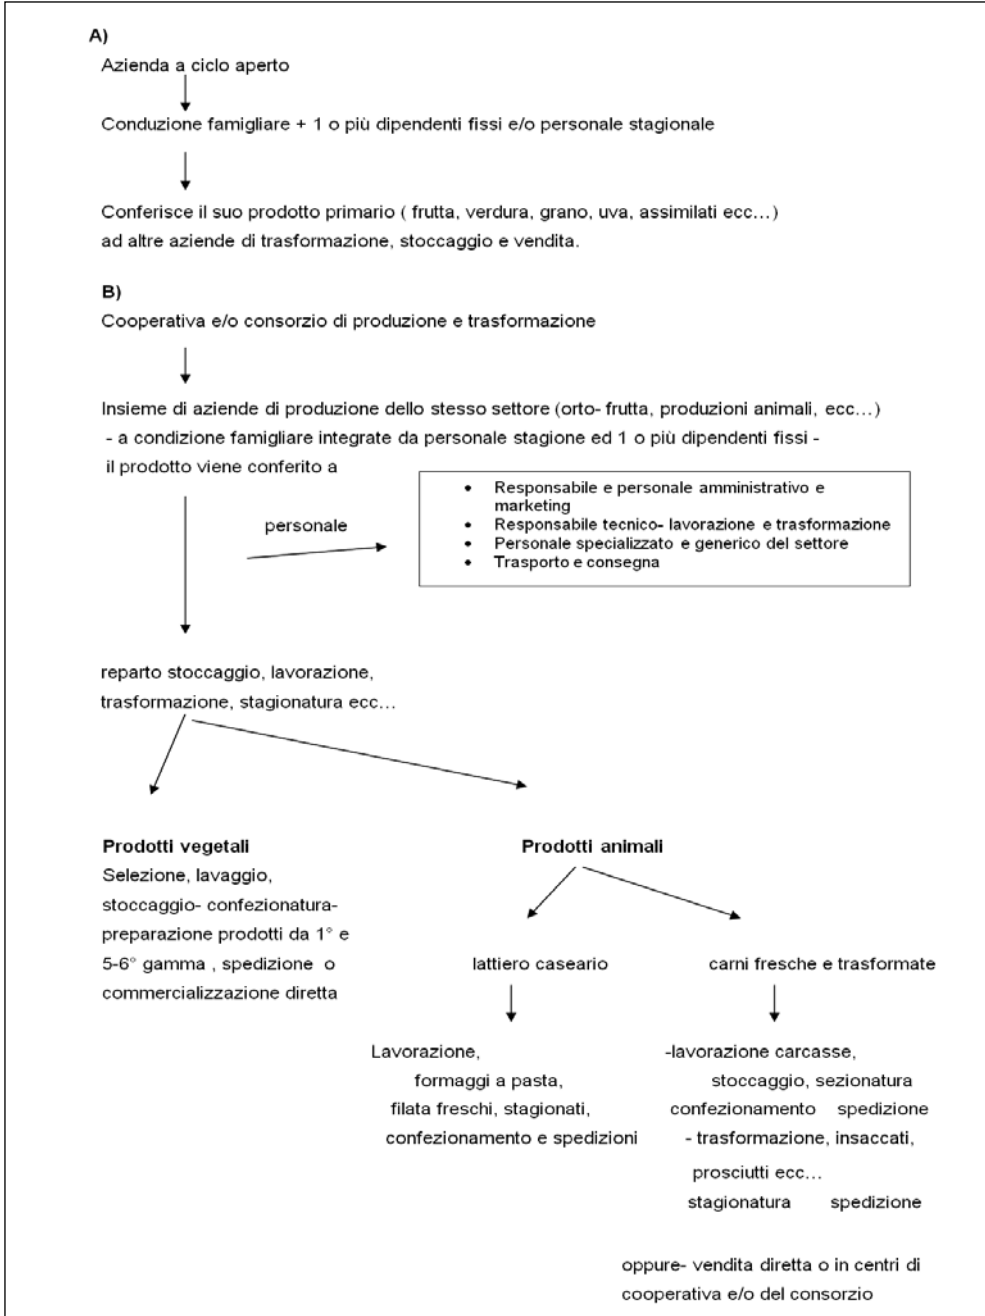 A)
Azienda a ciclo aperto
Conduzione famigliare + 1 o più dipendenti fissi e/o personale stagionale
Conferisce il suo prodotto primario ( frutta, verdura, grano, uva, assimilati ecc...)
ad altre aziende di trasformazione, stoccaggio e vendita.
B)
Cooperativa e/o consorzio di produzione e trasformazione
Insieme di aziende di produzione dello stesso settore (orto- frutta, produzioni animali, ecc...)
- a condizione famigliare integrate da personale stagione ed 1 o più dipendenti fissi -
il prodotto viene conferito a
personale
• Responsabile e personale amministrativo e
marketing
• Responsabile tecnico- lavorazione e trasformazione
• Personale specializzato e generico del settore
• Trasporto e consegna
reparto stoccaggio, lavorazione,
trasformazione, stagionatura ecc...
Prodotti vegetali
Selezione, lavaggio,
stoccaggio- confezionatura-
preparazione prodotti da 1° e
5-6° gamma , spedizione o
commercializzazione diretta
Prodotti animali
lattiero caseario
Lavorazione,
formaggi a pasta,
filata freschi, stagionati,
confezionamento e spedizioni
carni fresche e trasformate
-lavorazione carcasse,
stoccaggio, sezionatura
confezionamento spedizione
- trasformazione, insaccati,
prosciutti ecc...
stagionatura spedizione
oppure- vendita diretta o in centri di
cooperativa e/o del consorzio